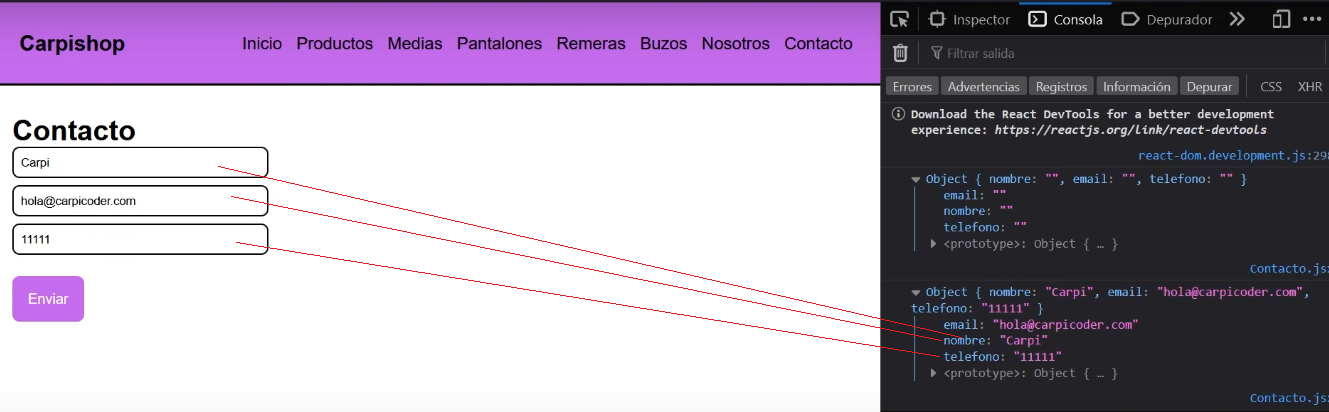 Carpishop
Inicio Productos Medias Pantalones Remeras Buzos Nosotros Contacto
Contacto
Carpi
hola@carpicoder.com
11111
Enviar
Inspector Consola Depurador
Filtrar salida
Errores Advertencias Registros Información Depurar CSS XHR
Download the React DevTools for a better development
experience: https://reactjs.org/link/react-devtools
react-dom.development.js:298
Object { nombre: "", email: "", telefono: "" }
email: ""
nombre: ""
telefono: ""
<prototype>: Object { … }
Contacto.js:
Object { nombre: "Carpi", email: "hola@carpicoder.com",
telefono: "11111" }
email: "hola@carpicoder.com"
nombre: "Carpi"
telefono: "11111"
<prototype>: Object { … }
Contacto.js: